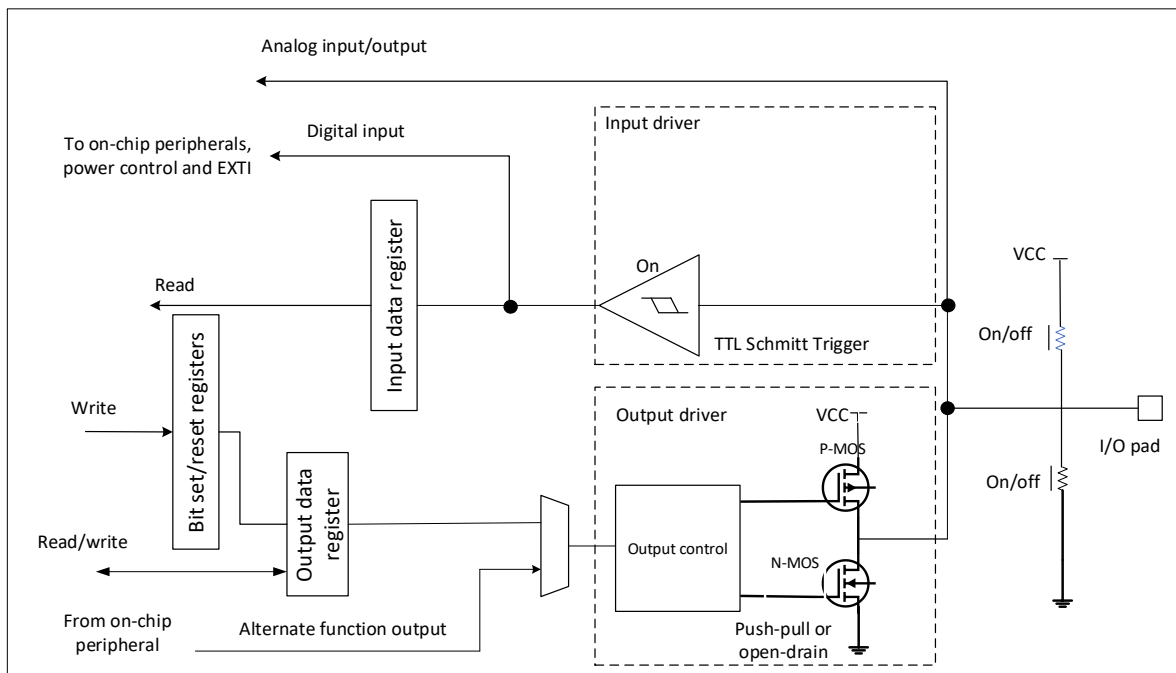 Analog input/output
Input driver
Digital input
To on-chip peripherals,
power control and EXTI
VCC
On
Read
Input data register
On/off
TTL Schmitt Trigger
Bit set/reset registers
Write
Output driver
VCC
P-MOS
I/O pad
On/off
Output data
register
Read/write
Output control
N-MOS
From on-chip
peripheral
Alternate function output
Push-pull or
open-drain